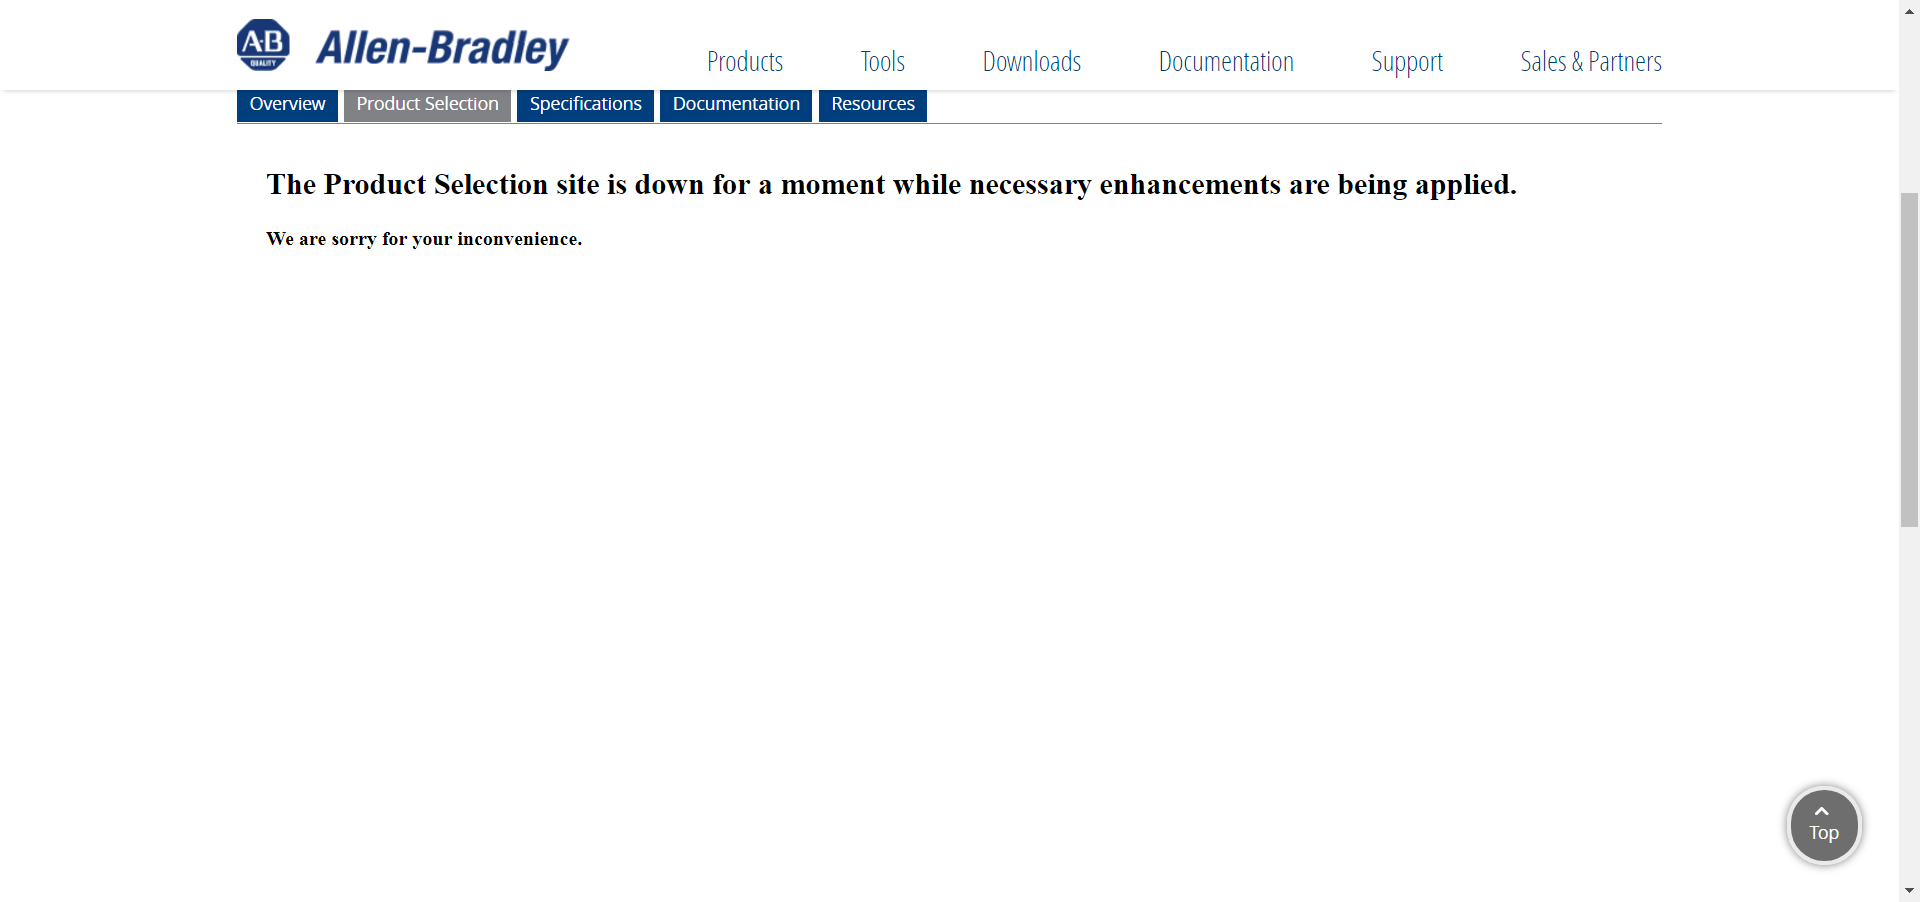 A·B
QUALITY
Allen-Bradley
Products Tools Downloads Documentation Support Sales & Partners
Overview Product Selection Specifications Documentation Resources
The Product Selection site is down for a moment while necessary enhancements are being applied.
We are sorry for your inconvenience.
Top